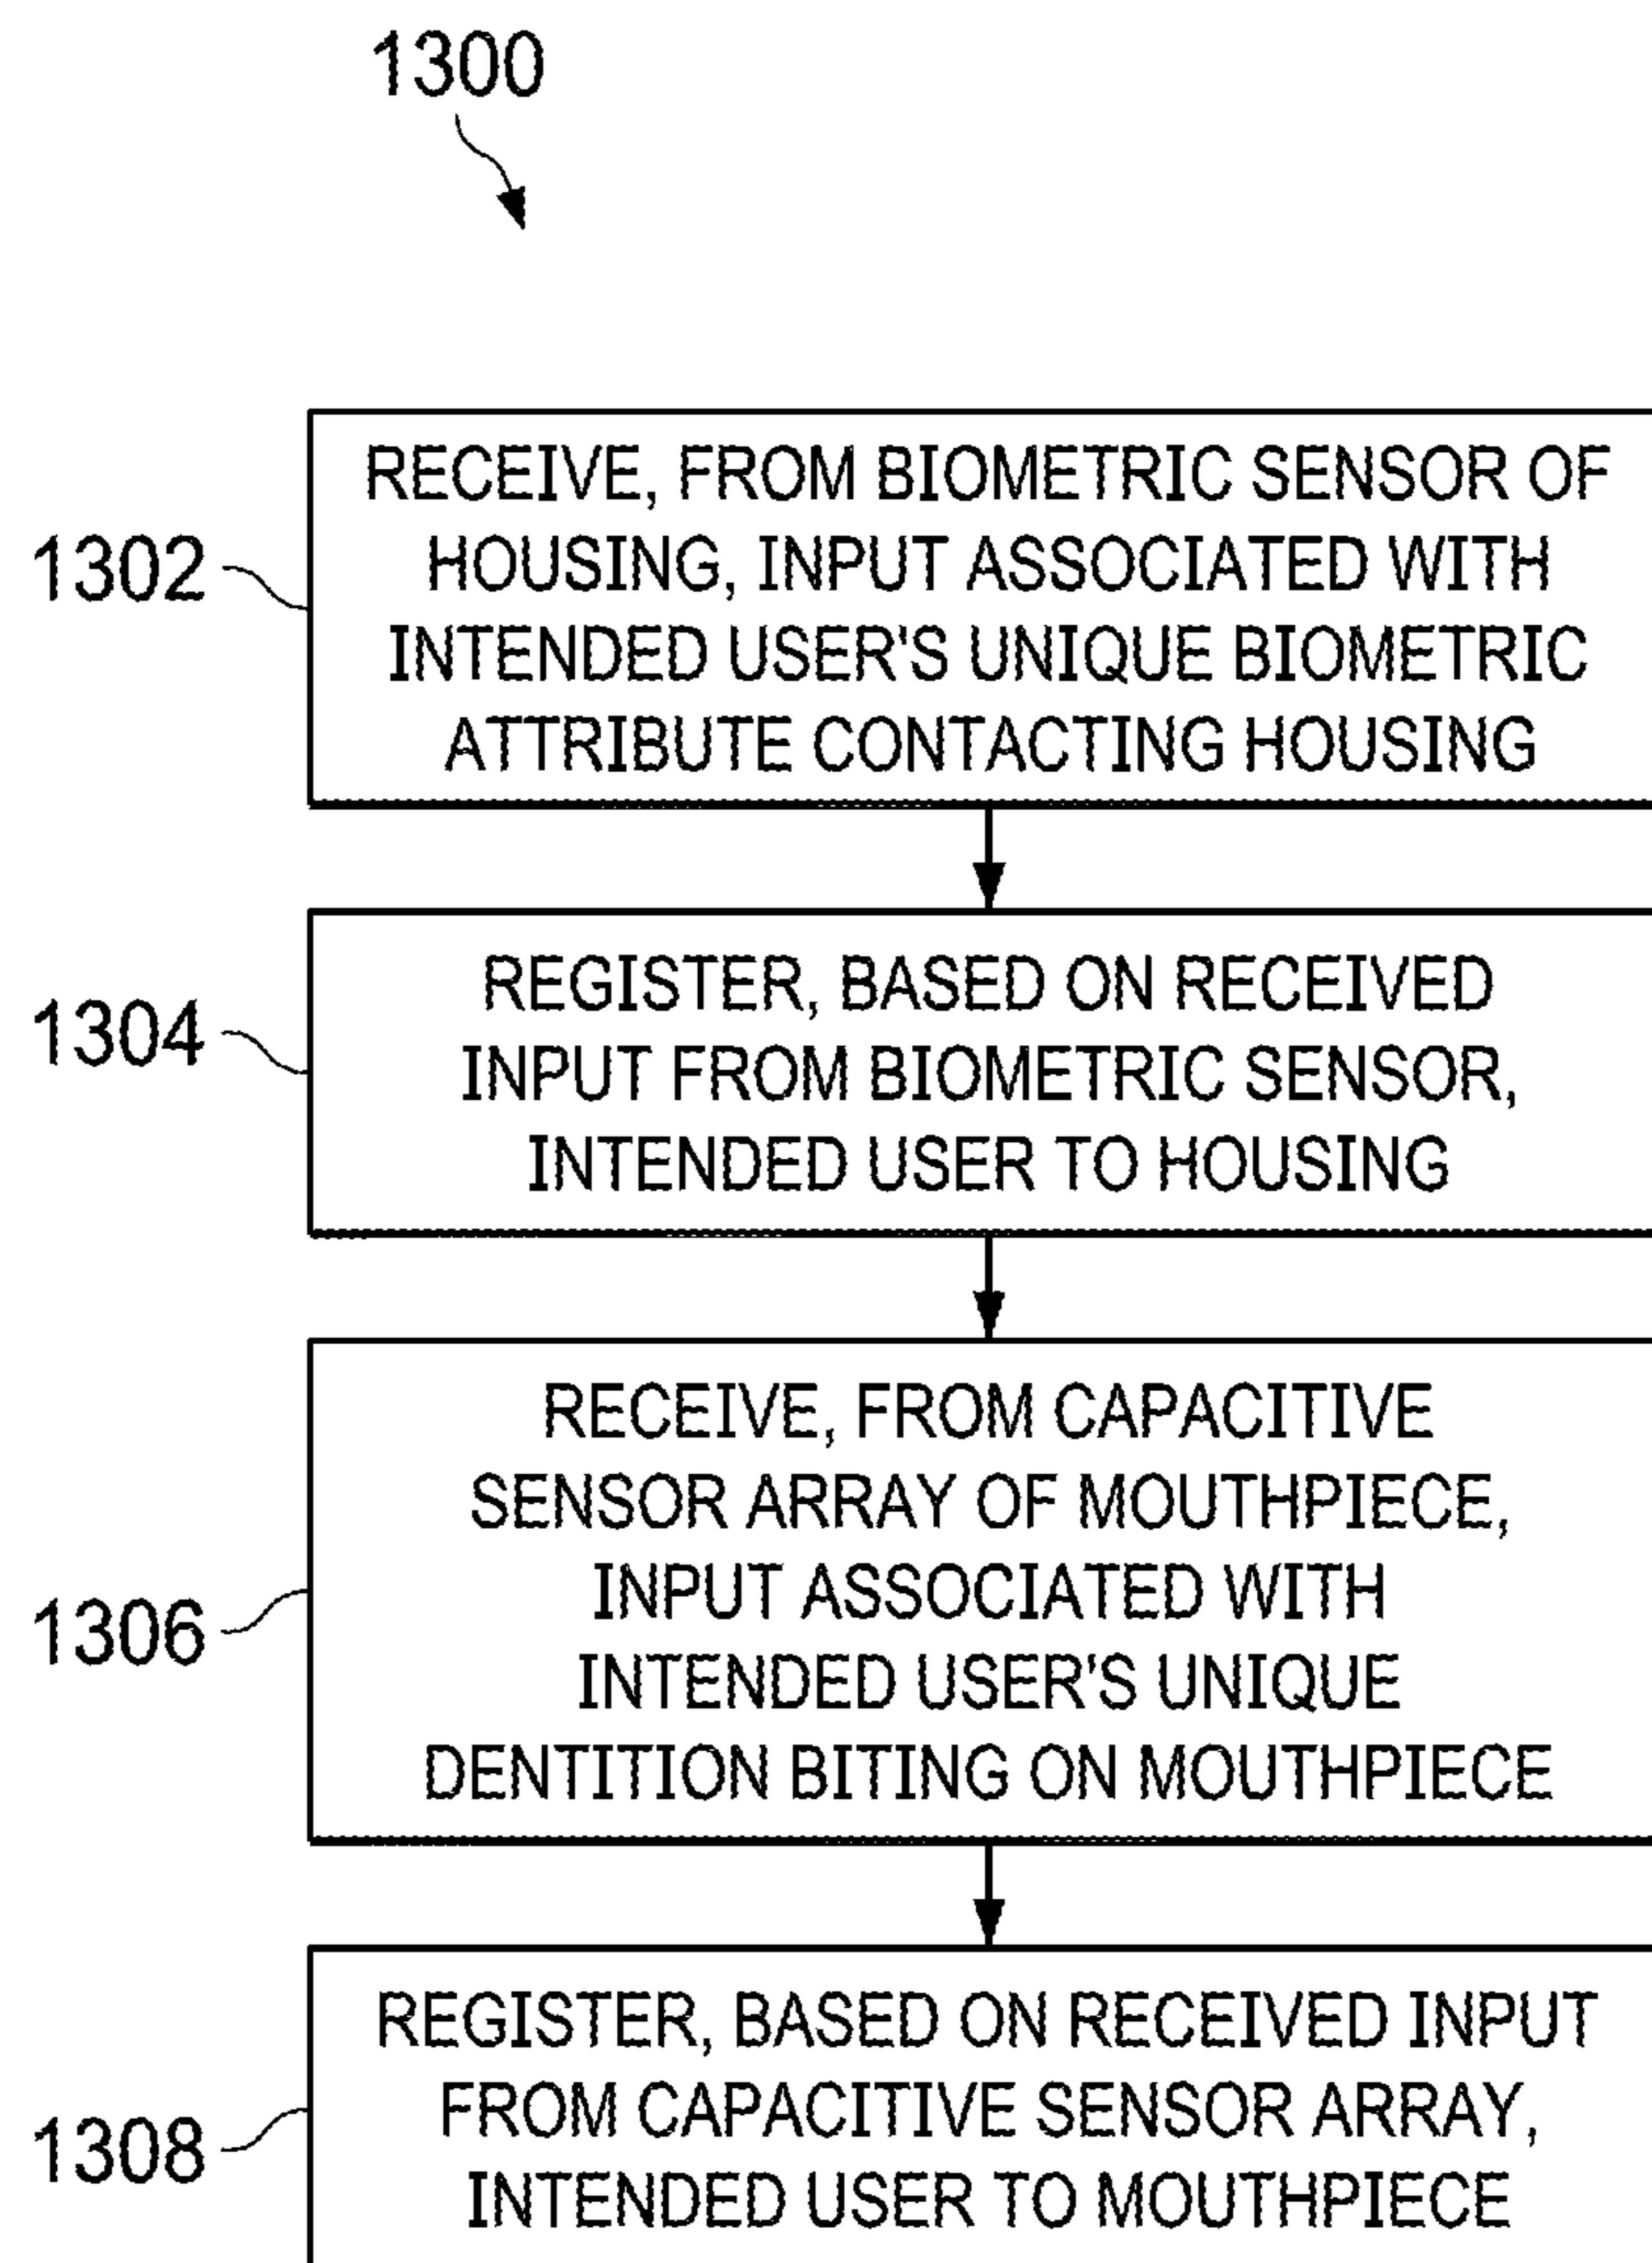 1300
RECEIVE, FROM BIOMETRIC SENSOR OF
HOUSING, INPUT ASSOCIATED WITH
INTENDED USER'S UNIQUE BIOMETRIC
ATTRIBUTE CONTACTING HOUSING
1302
REGISTER, BASED ON RECEIVED
INPUT FROM BIOMETRIC SENSOR,
INTENDED USER TO HOUSING
1304
RECEIVE, FROM CAPACITIVE
SENSOR ARRAY OF MOUTHPIECE,
INPUT ASSOCIATED WITH
INTENDED USER'S UNIQUE
DENTITION BITING ON MOUTHPIECE
1306
REGISTER, BASED ON RECEIVED INPUT
FROM CAPACITIVE SENSOR ARRAY,
INTENDED USER TO MOUTHPIECE
1308